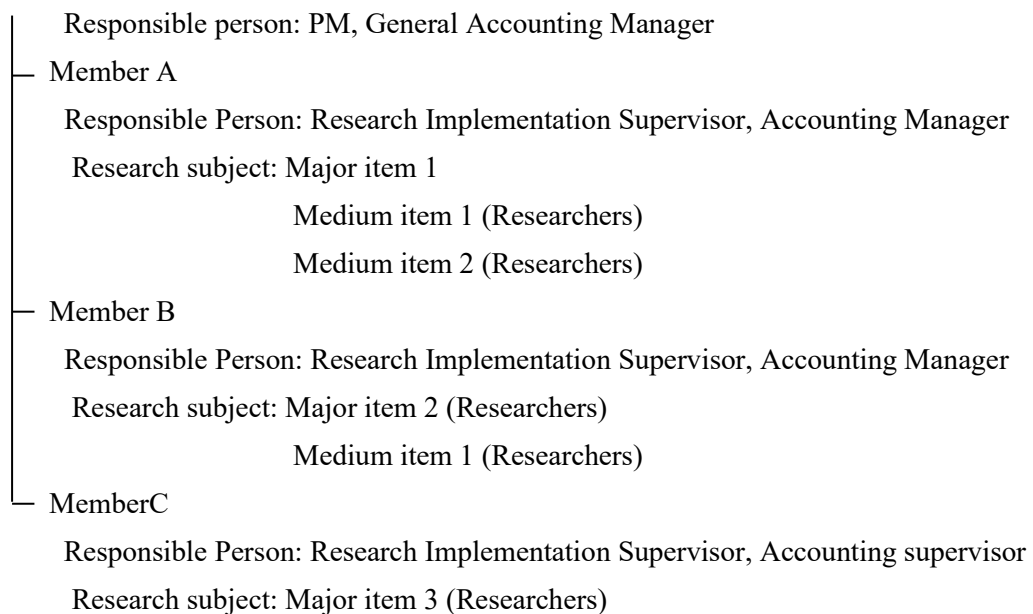 Responsible person: PM, General Accounting Manager
Member A
Responsible Person: Research Implementation Supervisor, Accounting Manager
Research subject: Major item 1
Medium item 1 (Researchers)
Medium item 2 (Researchers)
Member B
Responsible Person: Research Implementation Supervisor, Accounting Manager
Research subject: Major item 2 (Researchers)
Medium item 1 (Researchers)
MemberC
Responsible Person: Research Implementation Supervisor, Accounting supervisor
Research subject: Major item 3 (Researchers)